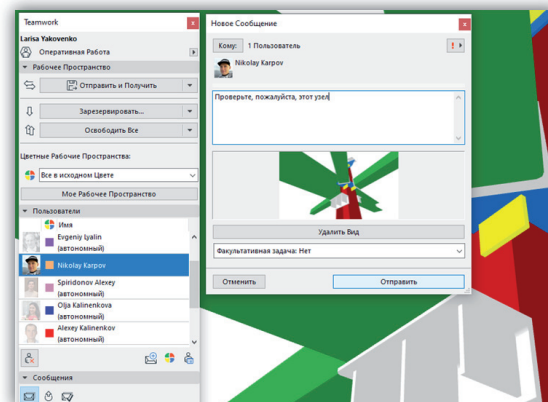 Teamwork
Larisa Yakovenko
Оперативная Работа
Рабочее Пространство
Отправить и Получить
Зарезервировать...
Освободить Все
Цветные Рабочие Пространства:
Все в исходном Цвете
Мое Рабочее Пространство
Пользователи
Имя
Evgeniy Lyalin
(автономный)
Nikolay Karpov
Spiridonov Alexey
(автономный)
Olja Kalinenkova
(автономный)
Alexey Kalinenkov
(автономный)
Сообщения
Новое Сообщение
Кому: 1 Пользователь
Nikolay Karpov
Проверьте, пожалуйста, этот узел
Удалить Вид
Факультативная задача: Нет
Отменить
Отправить